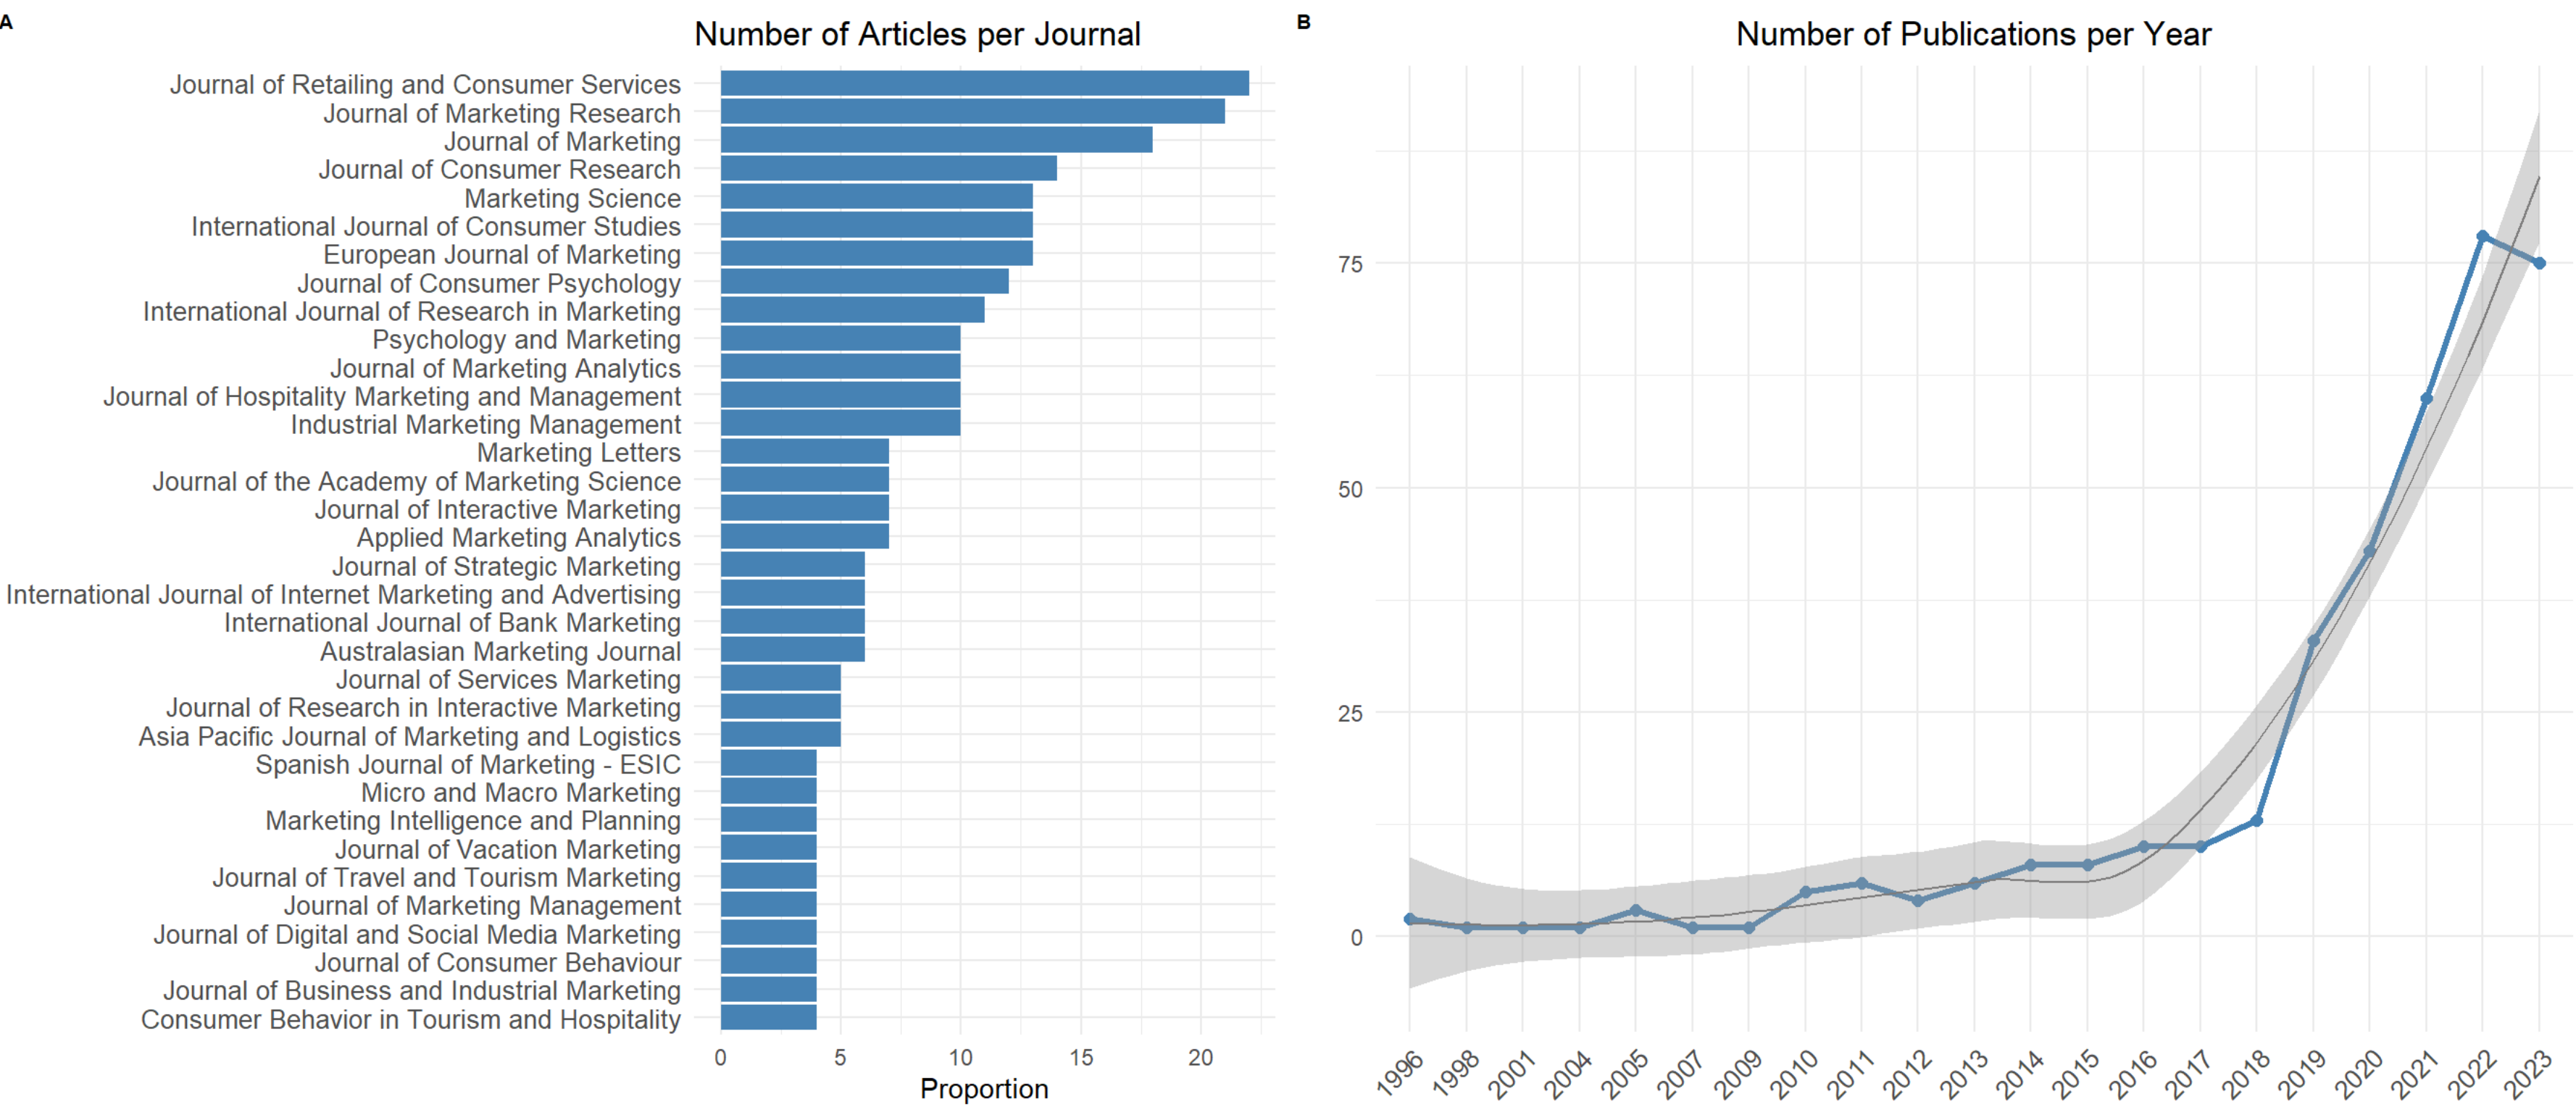 A
Number of Articles per Journal
Journal of Retailing and Consumer Services
Journal of Marketing Research
Journal of Marketing
Journal of Consumer Research
Marketing Science
International Journal of Consumer Studies
European Journal of Marketing
Journal of Consumer Psychology
International Journal of Research in Marketing
Psychology and Marketing
Journal of Marketing Analytics
Journal of Hospitality Marketing and Management
Industrial Marketing Management
Marketing Letters
Journal of the Academy of Marketing Science
Journal of Interactive Marketing
Applied Marketing Analytics
Journal of Strategic Marketing
International Journal of Internet Marketing and Advertising
International Journal of Bank Marketing
Australasian Marketing Journal
Journal of Services Marketing
Journal of Research in Interactive Marketing
Asia Pacific Journal of Marketing and Logistics
Spanish Journal of Marketing - ESIC
Micro and Macro Marketing
Marketing Intelligence and Planning
Journal of Vacation Marketing
Journal of Travel and Tourism Marketing
Journal of Marketing Management
Journal of Digital and Social Media Marketing
Journal of Consumer Behaviour
Journal of Business and Industrial Marketing
Consumer Behavior in Tourism and Hospitality
0 5 10 15 20
Proportion
B
Number of Publications per Year
75
50
25
0
1996 1998 2001 2004 2005 2007 2009 2010 2011 2012 2013 2014 2015 2016 2017 2018 2019 2020 2021 2022 2023